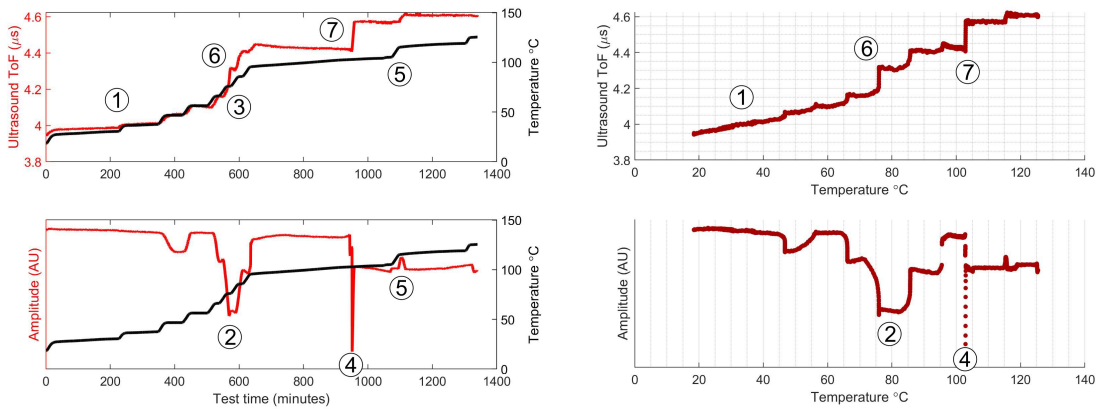 4.6
4.4
4.2
4
3.8
Ultrasound ToF (μs)
150
100
50
0
Temperature °C
0 200 400 600 800 1000 1200 1400
1
6
3
7
5
4.6
4.4
4.2
4
3.8
Ultrasound ToF (μs)
0 20 40 60 80 100 120 140
Temperature °C
1
6
7
Amplitude (AU)
150
100
50
0
Temperature °C
0 200 400 600 800 1000 1200 1400
Test time (minutes)
2
4
5
Amplitude (AU)
0 20 40 60 80 100 120 140
Temperature °C
2
4